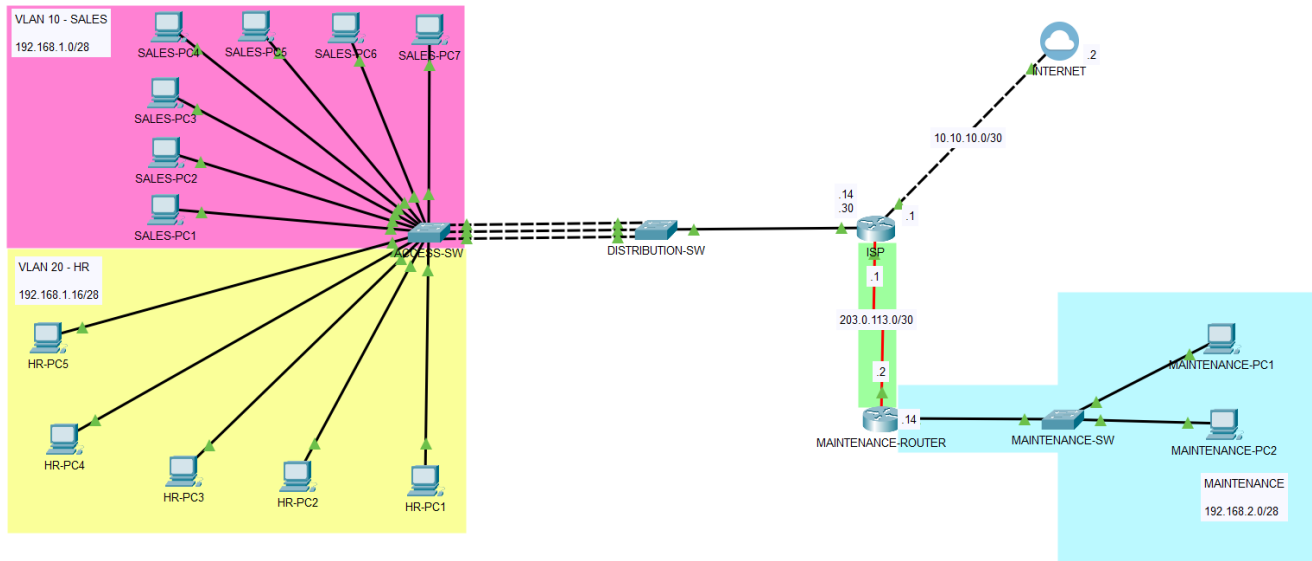 VLAN 10 - SALES
192.168.1.0/28
SALES-PC4
SALES-PC5
SALES-PC6
SALES-PC7
SALES-PC3
SALES-PC2
SALES-PC1
ACCESS-SW
DISTRIBUTION-SW
.14
.30
ISP
.1
10.10.10.0/30
INTERNET
.2
.1
203.0.113.0/30
.2
MAINTENANCE-ROUTER
.14
MAINTENANCE-SW
MAINTENANCE-PC1
MAINTENANCE-PC2
MAINTENANCE
192.168.2.0/28
VLAN 20 - HR
192.168.1.16/28
HR-PC5
HR-PC4
HR-PC3
HR-PC2
HR-PC1